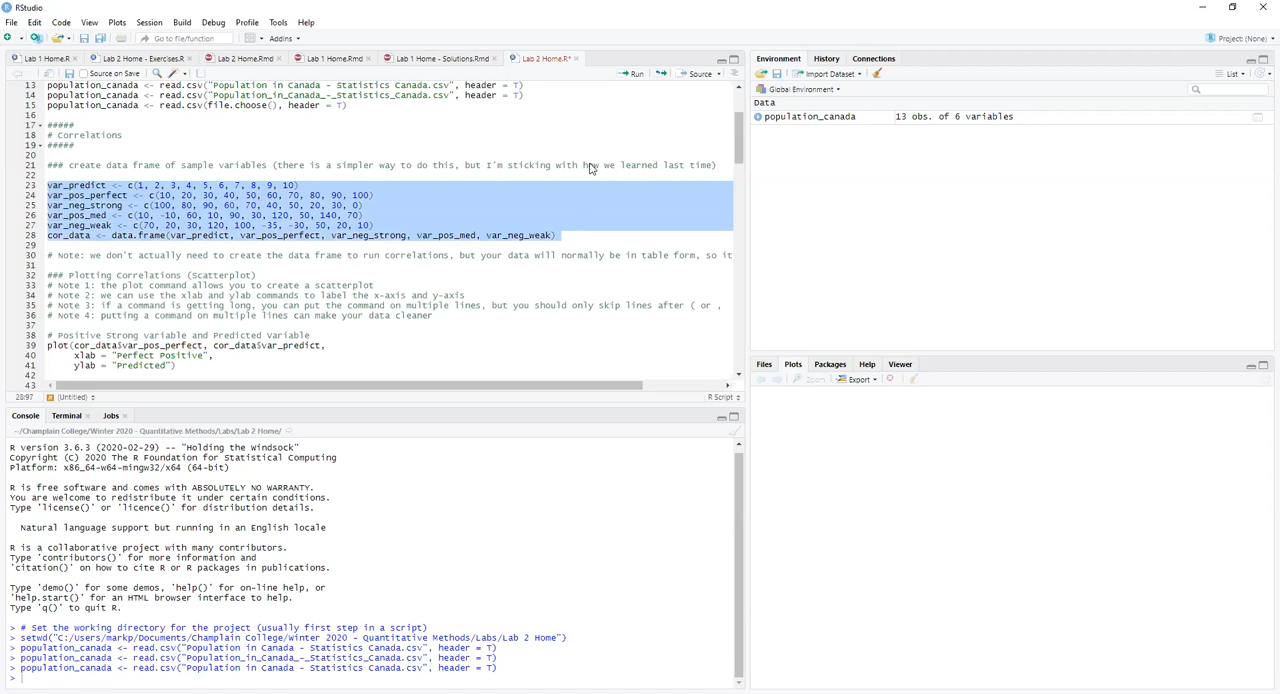 RStudio
File Edit Code View Plots Session Build Debug Profile Tools Help
Go to file/function Addins Project: (None)
Lab 1 Home.R Lab 2 Home - Exercises.R Lab 2 Home.Rmd Lab 1 Home.Rmd Lab 1 Home - Solutions.Rmd Lab 2 Home.R*
Source on Save Run Source
13 population_canada <- read.csv("Population in Canada - Statistics Canada.csv", header = T)
14 population_canada <- read.csv("Population_in_Canada_-_Statistics_Canada.csv", header = T)
15 population_canada <- read.csv(file.choose(), header = T)
16
17 #####
18 # Correlations
19 #####
20
21 ### create data frame of sample variables (there is a simpler way to do this, but I'm sticking with how we learned last time)
22
23 var_predict <- c(1, 2, 3, 4, 5, 6, 7, 8, 9, 10)
24 var_pos_perfect <- c(10, 20, 30, 40, 50, 60, 70, 80, 90, 100)
25 var_neg_strong <- c(100, 80, 90, 60, 70, 40, 50, 20, 30, 0)
26 var_pos_med <- c(10, -10, 60, 10, 90, 30, 120, 50, 140, 70)
27 var_neg_weak <- c(70, 20, 30, 120, 100, -35, -30, 50, 20, 10)
28 cor_data <- data.frame(var_predict, var_pos_perfect, var_neg_strong, var_pos_med, var_neg_weak)
29
30 # Note: we don't actually need to create the data frame to run correlations, but your data will normally be in table form, so it
31
32 ### Plotting Correlations (Scatterplot)
33 # Note 1: the plot command allows you to create a scatterplot
34 # Note 2: we can use the xlab and ylab commands to label the x-axis and y-axis
35 # Note 3: if a command is getting long, you can put the command on multiple lines, but you should only skip lines after ( or ,
36 # Note 4: putting a command on multiple lines can make your data cleaner
37
38 # Positive Strong variable and Predicted Variable
39 plot(cor_data$var_pos_perfect, cor_data$var_predict,
40 xlab = "Perfect Positive",
41 ylab = "Predicted")
42
43
28:97 (Untitled) R Script
Console Terminal Jobs
~/Champlain College/Winter 2020 - Quantitative Methods/Labs/Lab 2 Home/
R version 3.6.3 (2020-02-29) -- "Holding the Windsock"
Copyright (C) 2020 The R Foundation for Statistical Computing
Platform: x86_64-w64-mingw32/x64 (64-bit)
R is free software and comes with ABSOLUTELY NO WARRANTY.
You are welcome to redistribute it under certain conditions.
Type 'license()' or 'licence()' for distribution details.
Natural language support but running in an English locale
R is a collaborative project with many contributors.
Type 'contributors()' for more information and
'citation()' on how to cite R or R packages in publications.
Type 'demo()' for some demos, 'help()' for on-line help, or
'help.start()' for an HTML browser interface to help.
Type 'q()' to quit R.
> # Set the working directory for the project (usually first step in a script)
> setwd("C:/Users/markp/Documents/Champlain College/Winter 2020 - Quantitative Methods/Labs/Lab 2 Home")
> population_canada <- read.csv("Population in Canada - Statistics Canada.csv", header = T)
> population_canada <- read.csv("Population_in_Canada_-_Statistics_Canada.csv", header = T)
> population_canada <- read.csv("Population in Canada - Statistics Canada.csv", header = T)
>
Environment History Connections
Import Dataset List
Global Environment
Data
population_canada 13 obs. of 6 variables
Files Plots Packages Help Viewer
Zoom Export